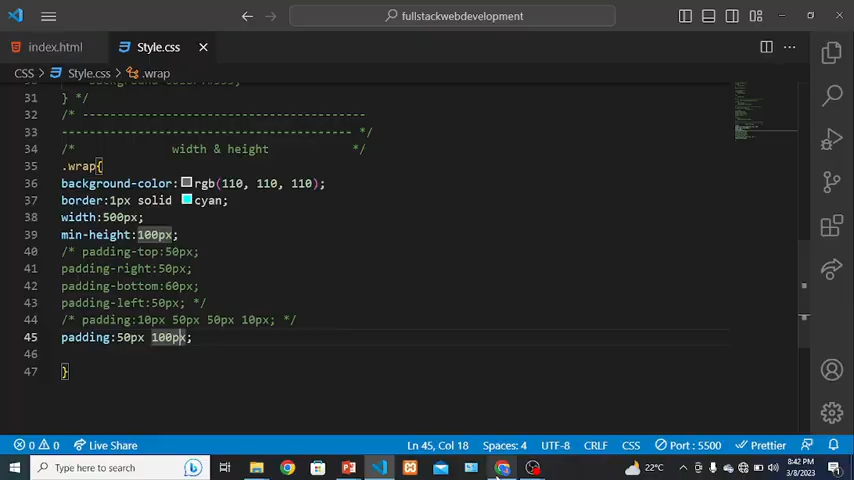 fullstackwebdevelopment
index.html
Style.css
CSS > Style.css > .wrap
31 } */
32 /* -----------------------------------------
33 ------------------------------------------ */
34 /* width & height */
35 .wrap{
36 background-color: rgb(110, 110, 110);
37 border:1px solid cyan;
38 width:500px;
39 min-height:100px;
40 /* padding-top:50px;
41 padding-right:50px;
42 padding-bottom:60px;
43 padding-left:50px; */
44 /* padding:10px 50px 50px 10px; */
45 padding:50px 100px;
46
47 }
0 0 Live Share Ln 45, Col 18 Spaces: 4 UTF-8 CRLF CSS Port : 5500 Prettier
Type here to search
22°C
8:42 PM
3/8/2023